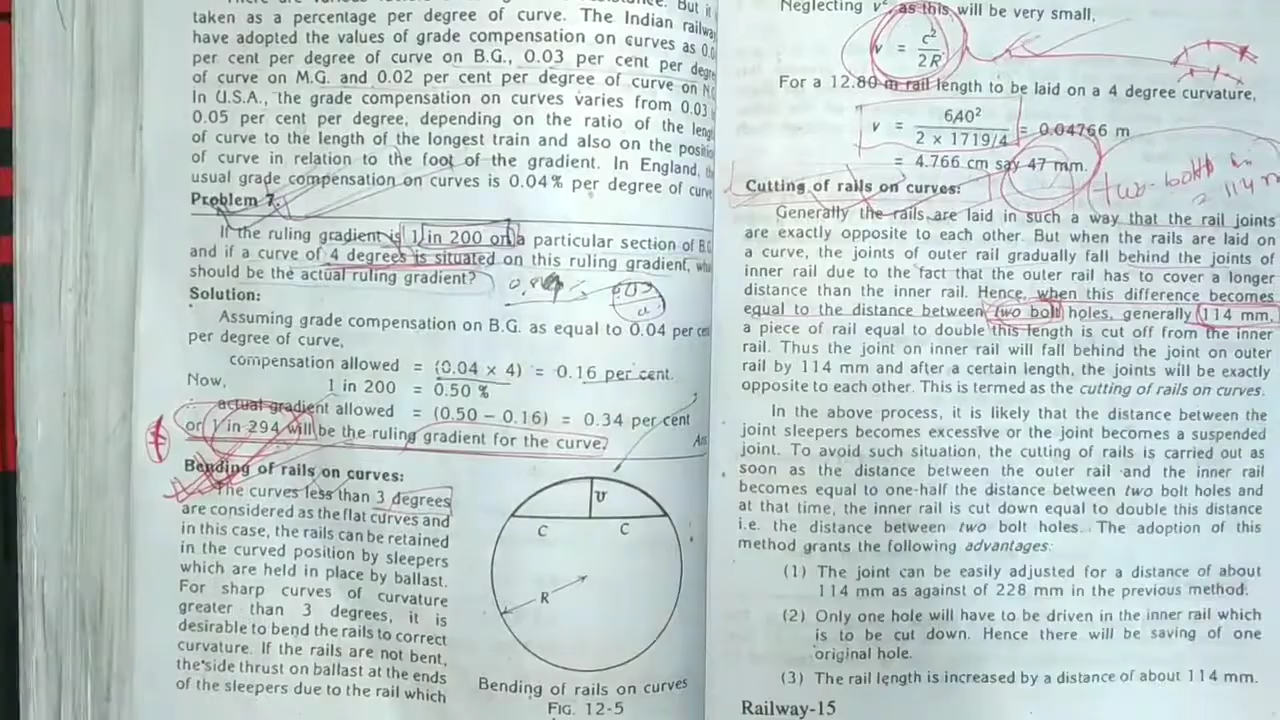 But it
taken as a percentage per degree of curve. The Indian railway
have adopted the values of grade compensation on curves as
per cent per degree of curve on B.G., 0.03 per cent per degre
of curve on M.G. and 0.02 per cent per degree of curve on
In U.S.A., the grade compensation on curves varies from 0.03
0.05 per cent per degree, depending on the ratio of the leng
of curve to the length of the longest train and also on the positio
of curve in relation to the foot of the gradient. In England,
usual grade compensation on curves is 0.04% per degree of curve
Problem 7.
If the ruling gradient is 1 in 200 on a particular section of B.G
and if a curve of 4 degrees is situated on this ruling gradient,
should be the actual ruling gradient?
Solution:
Assuming grade compensation on B.G. as equal to 0.04 per cen
per degree of curve,
compensation allowed = (0.04 × 4) = 0.16 per cent.
Now, 1 in 200 = 0.50 %
∴ actual gradient allowed = (0.50 – 0.16) = 0.34 per cent
or 1 in 294 will be the ruling gradient for the curve.
Bending of rails on curves:
The curves less than 3 degrees
are considered as the flat curves and
in this case, the rails can be retained
in the curved position by sleepers
which are held in place by ballast.
For sharp curves of curvature
greater than 3 degrees, it is
desirable to bend the rails to correct
curvature. If the rails are not bent,
the side thrust on ballast at the ends
of the sleepers due to the rail which
v
C C
R
Bending of rails on curves
FIG. 12-5
Neglecting v² as this will be very small,
v = c² / 2 R
For a 12.80 m rail length to be laid on a 4 degree curvature,
v = 6.40² / 2 × 1719/4 = 0.04766 m
= 4.766 cm say 47 mm.
two-bolt
114 m
Cutting of rails on curves:
Generally the rails are laid in such a way that the rail joints
are exactly opposite to each other. But when the rails are laid on
a curve, the joints of outer rail gradually fall behind the joints of
inner rail due to the fact that the outer rail has to cover a longer
distance than the inner rail. Hence, when this difference becomes
equal to the distance between two bolt holes, generally 114 mm,
a piece of rail equal to double this length is cut off from the inner
rail. Thus the joint on inner rail will fall behind the joint on outer
rail by 114 mm and after a certain length, the joints will be exactly
opposite to each other. This is termed as the cutting of rails on curves.
In the above process, it is likely that the distance between the
joint sleepers becomes excessive or the joint becomes a suspended
joint. To avoid such situation, the cutting of rails is carried out as
soon as the distance between the outer rail and the inner rail
becomes equal to one-half the distance between two bolt holes and
at that time, the inner rail is cut down equal to double this distance
i.e. the distance between two bolt holes. The adoption of this
method grants the following advantages:
(1) The joint can be easily adjusted for a distance of about
114 mm as against of 228 mm in the previous method.
(2) Only one hole will have to be driven in the inner rail which
is to be cut down. Hence there will be saving of one
original hole.
(3) The rail length is increased by a distance of about 114 mm.
Railway-15